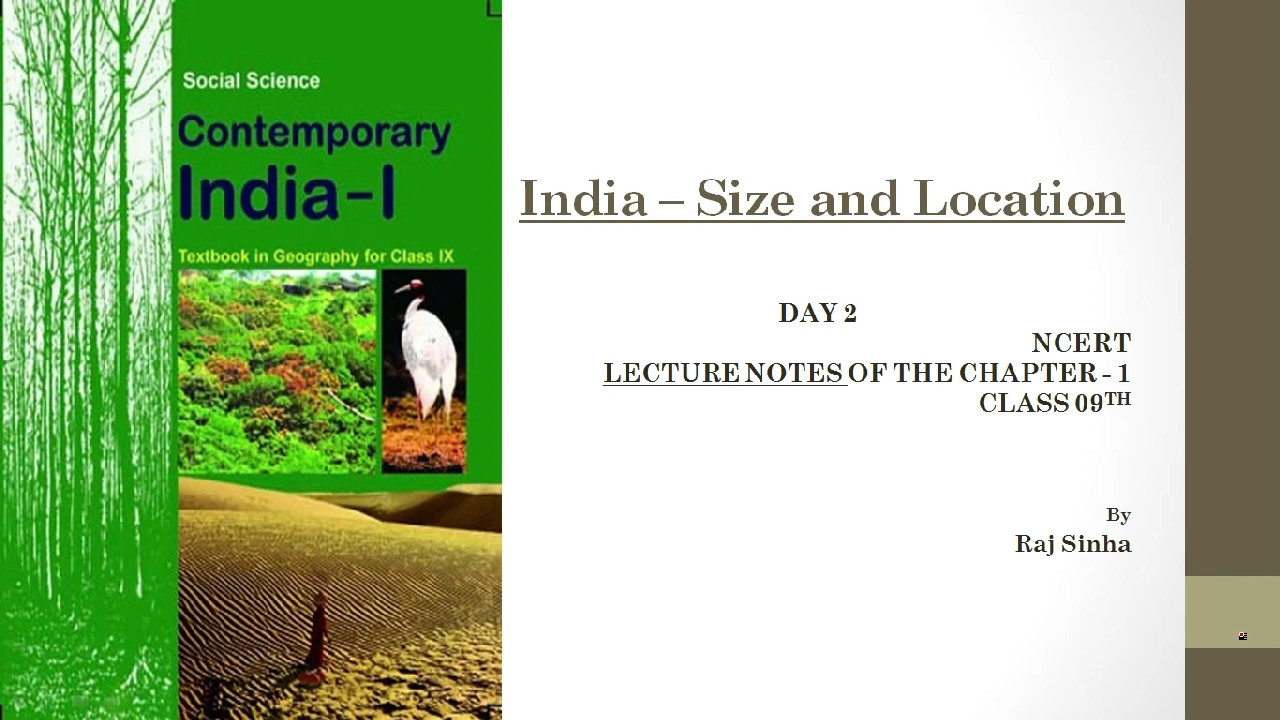 Social Science
Contemporary
India-I
Textbook in Geography for Class IX
India – Size and Location
DAY 2
NCERT
LECTURE NOTES OF THE CHAPTER - 1
CLASS 09TH
By
Raj Sinha